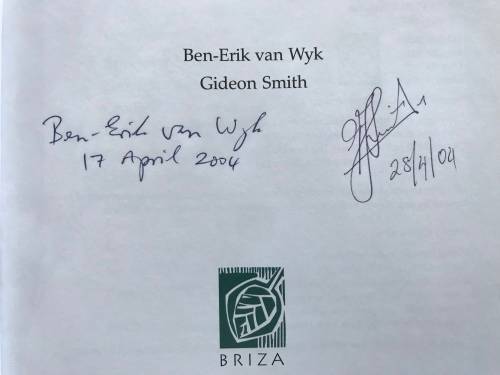 Ben-Erik van Wyk
Gideon Smith
Ben-Erik van Wyk
17 April 2004
28/4/04
BRIZA